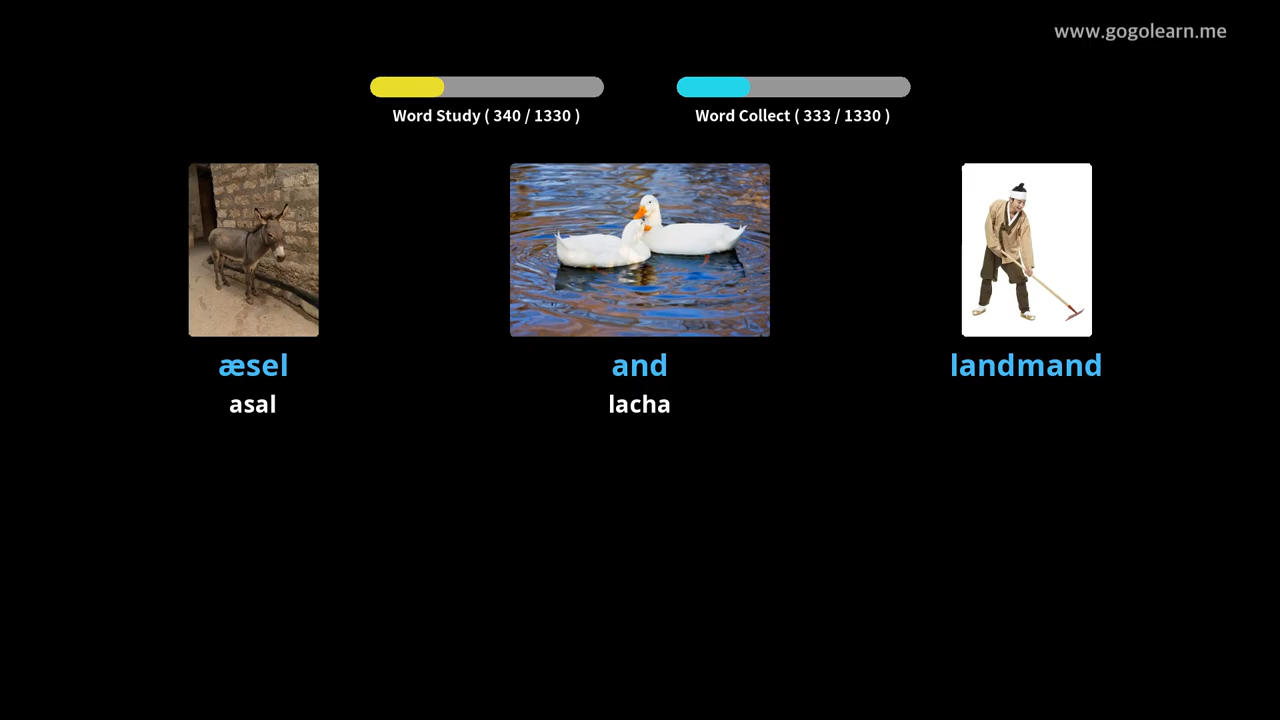 www.gogolearn.me
Word Study ( 340 / 1330 )
Word Collect ( 333 / 1330 )
æsel
and
landmand
asal
lacha